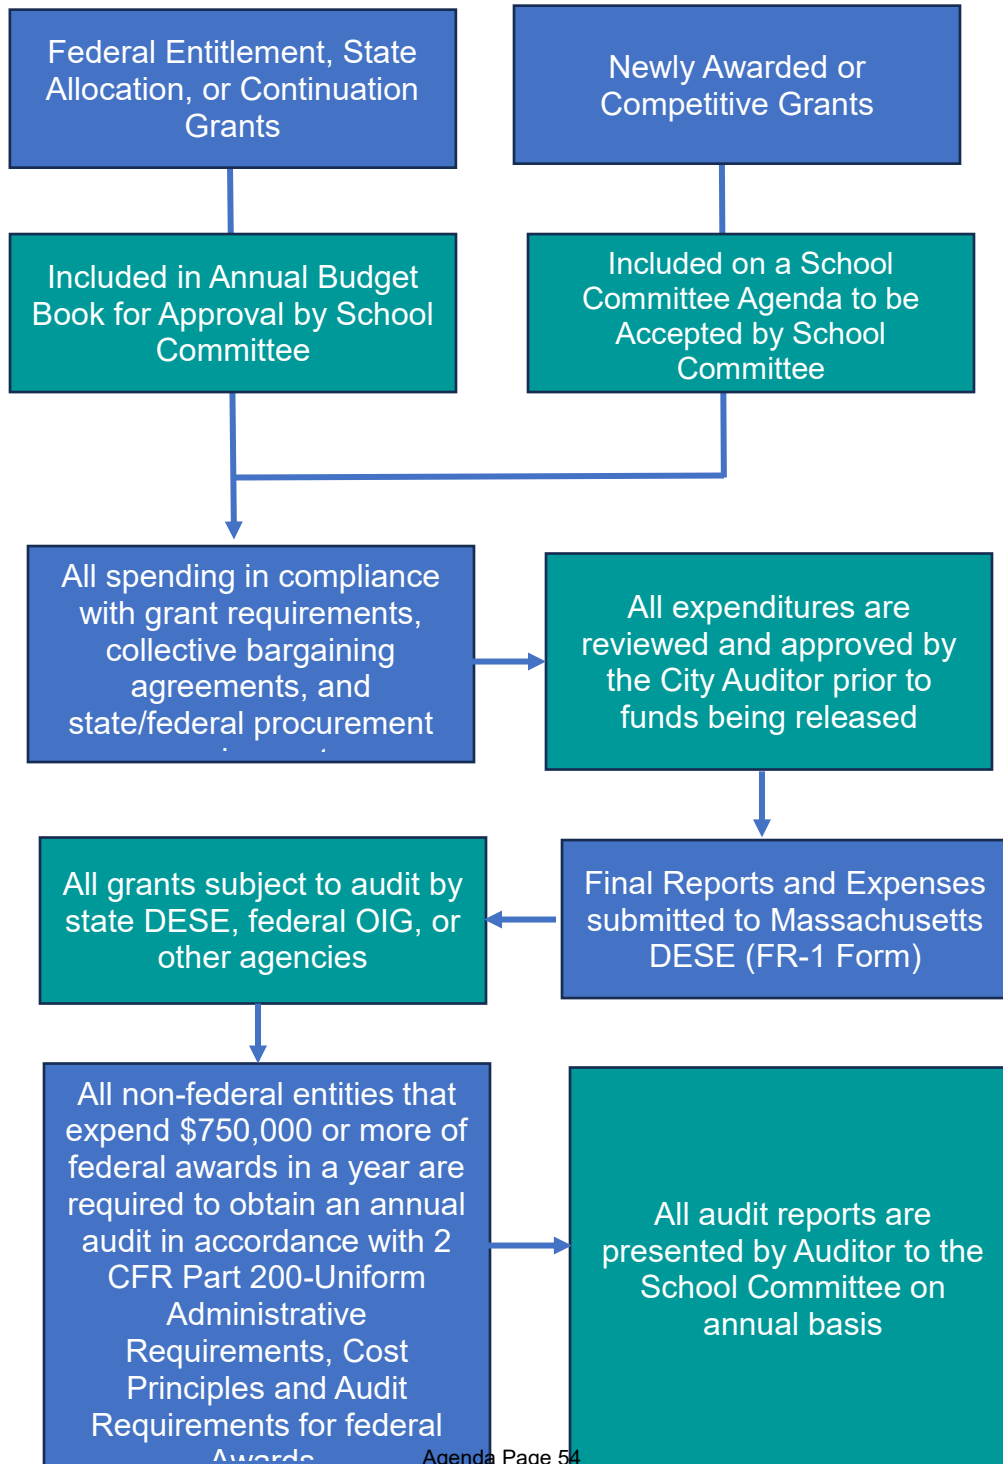 Federal Entitlement, State
Allocation, or Continuation
Grants
Newly Awarded or
Competitive Grants
Included in Annual Budget
Book for Approval by School
Committee
Included on a School
Committee Agenda to be
Accepted by School
Committee
All spending in compliance
with grant requirements,
collective bargaining
agreements, and
state/federal procurement
All expenditures are
reviewed and approved by
the City Auditor prior to
funds being released
Final Reports and Expenses
submitted to Massachusetts
DESE (FR-1 Form)
All grants subject to audit by
state DESE, federal OIG, or
other agencies
All non-federal entities that
expend $750,000 or more of
federal awards in a year are
required to obtain an annual
audit in accordance with 2
CFR Part 200-Uniform
Administrative
Requirements, Cost
Principles and Audit
Requirements for federal
Awards
All audit reports are
presented by Auditor to the
School Committee on
annual basis
Agenda Page 54